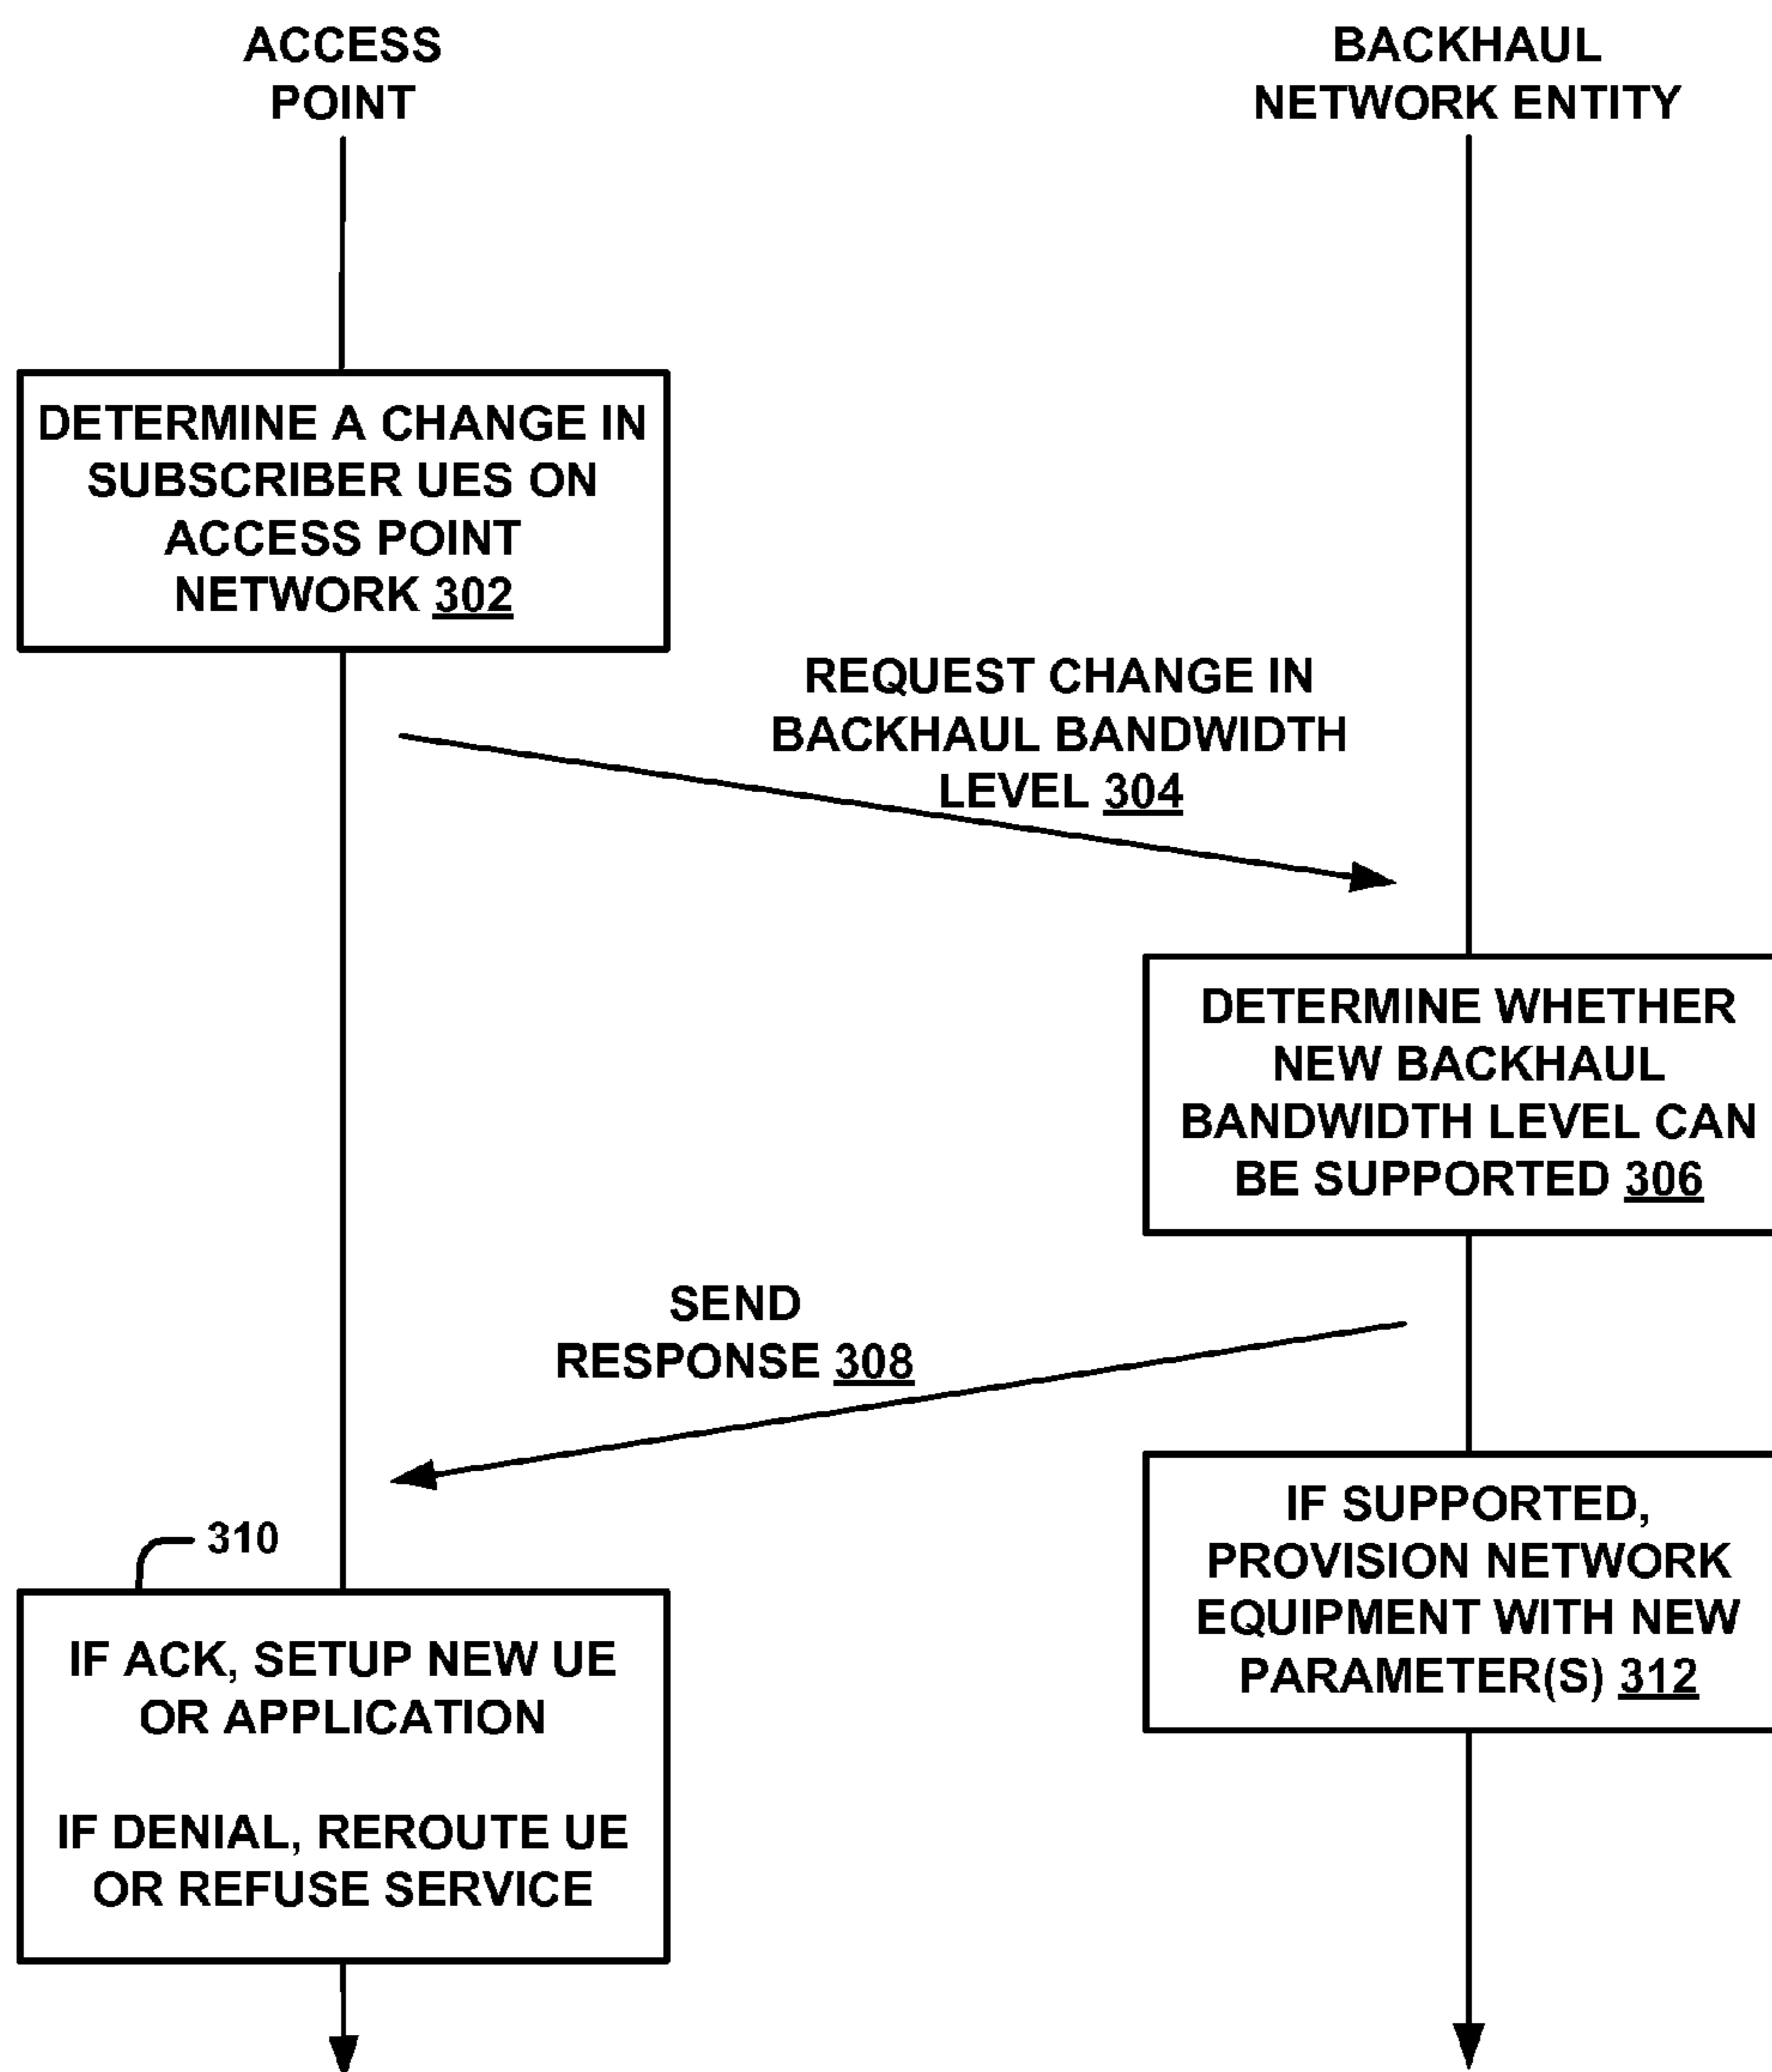 ACCESS
POINT
BACKHAUL
NETWORK ENTITY
DETERMINE A CHANGE IN
SUBSCRIBER UES ON
ACCESS POINT
NETWORK 302
REQUEST CHANGE IN
BACKHAUL BANDWIDTH
LEVEL 304
DETERMINE WHETHER
NEW BACKHAUL
BANDWIDTH LEVEL CAN
BE SUPPORTED 306
SEND
RESPONSE 308
310
IF ACK, SETUP NEW UE
OR APPLICATION
IF DENIAL, REROUTE UE
OR REFUSE SERVICE
IF SUPPORTED,
PROVISION NETWORK
EQUIPMENT WITH NEW
PARAMETER(S) 312